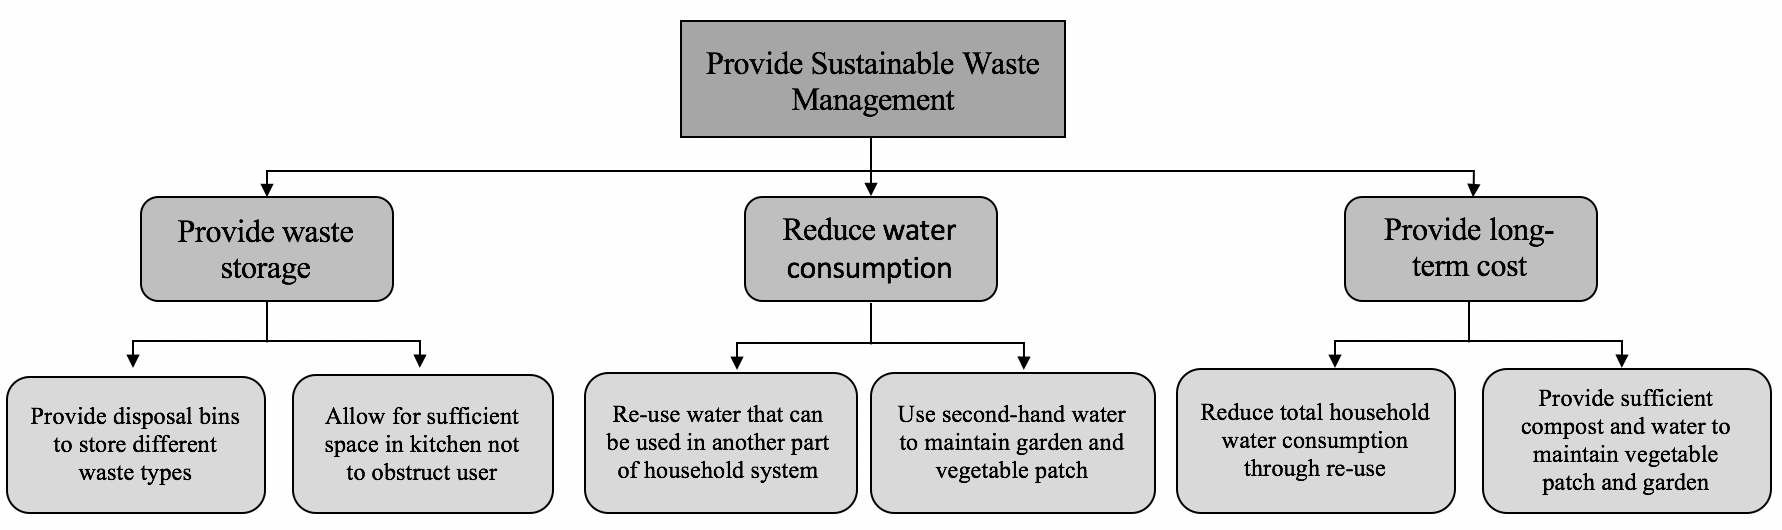 Provide Sustainable Waste
Management
Provide waste
storage
Reduce water
consumption
Provide long-
term cost
Provide disposal bins
to store different
waste types
Allow for sufficient
space in kitchen not
to obstruct user
Re-use water that can
be used in another part
of household system
Use second-hand water
to maintain garden and
vegetable patch
Reduce total household
water consumption
through re-use
Provide sufficient
compost and water to
maintain vegetable
patch and garden